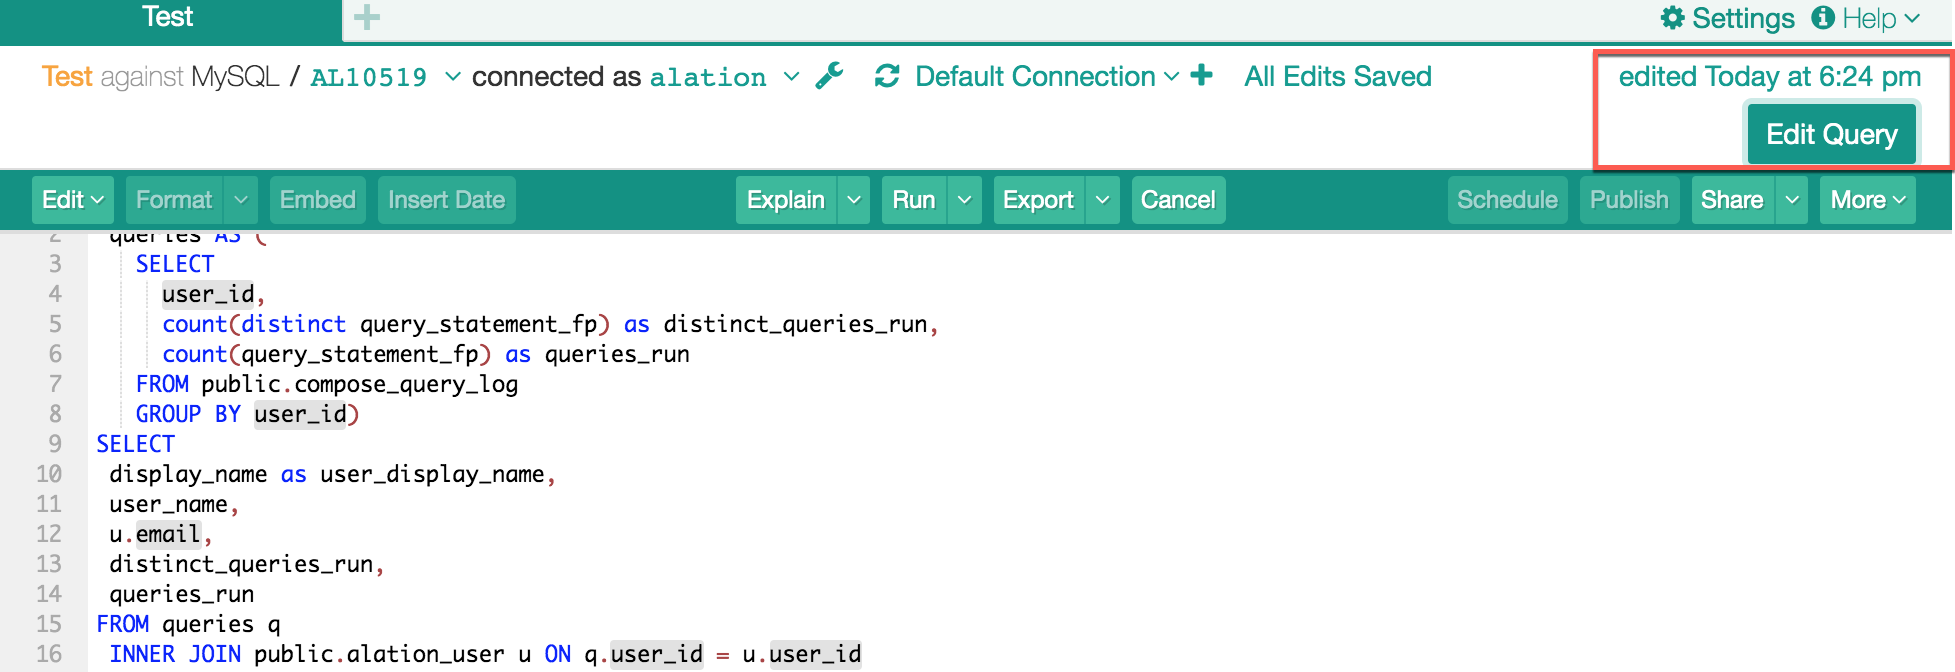 Test
Settings Help
Test against MySQL / AL10519 connected as alation Default Connection All Edits Saved edited Today at 6:24 pm
Edit Query
Edit Format Embed Insert Date Explain Run Export Cancel Schedule Publish Share More
2 queries AS (
3 SELECT
4 user_id,
5 count(distinct query_statement_fp) as distinct_queries_run,
6 count(query_statement_fp) as queries_run
7 FROM public.compose_query_log
8 GROUP BY user_id)
9 SELECT
10 display_name as user_display_name,
11 user_name,
12 u.email,
13 distinct_queries_run,
14 queries_run
15 FROM queries q
16 INNER JOIN public.alation_user u ON q.user_id = u.user_id